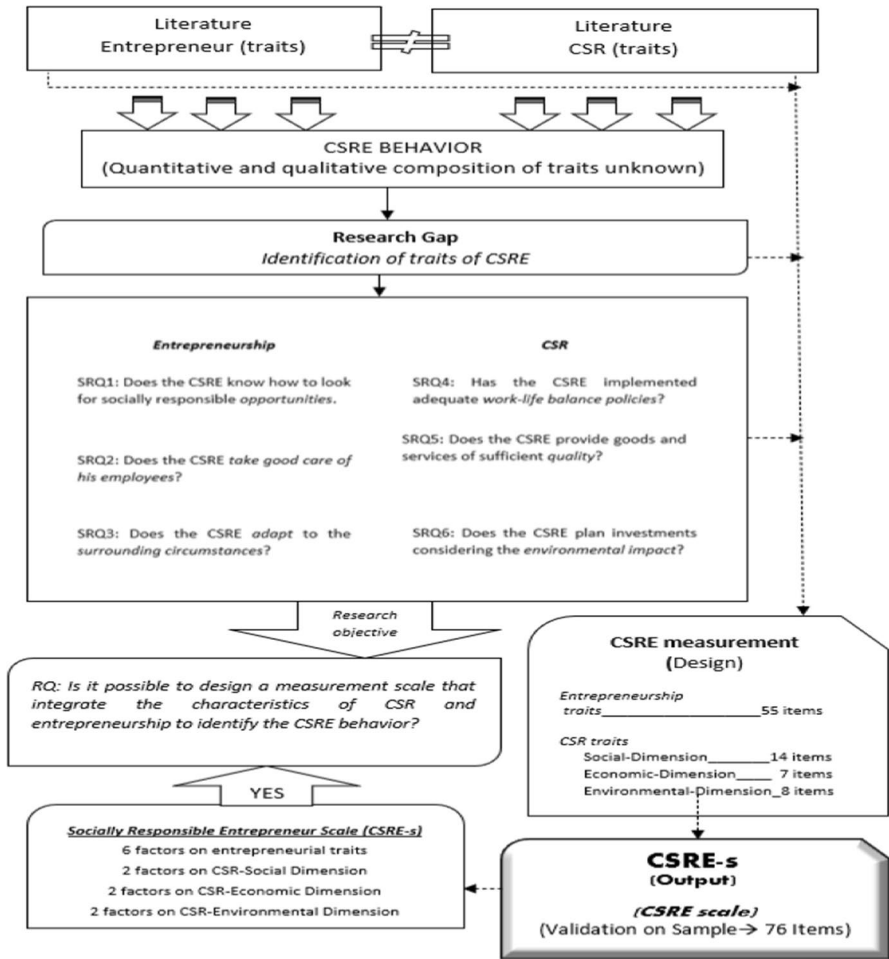 Literature
Entrepreneur (traits)
Literature
CSR (traits)
CSRE BEHAVIOR
(Quantitative and qualitative composition of traits unknown)
Research Gap
Identification of traits of CSRE
Entrepreneurship
SRQ1: Does the CSRE know how to look
for socially responsible opportunities.
SRQ2: Does the CSRE take good care of
his employees?
SRQ3: Does the CSRE adapt to the
surrounding circumstances?
CSR
SRQ4: Has the CSRE implemented
adequate work-life balance policies?
SRQ5: Does the CSRE provide goods and
services of sufficient quality?
SRQ6: Does the CSRE plan investments
considering the environmental impact?
Research
objective
RQ: Is it possible to design a measurement scale that
integrate the characteristics of CSR and
entrepreneurship to identify the CSRE behavior?
YES
Socially Responsible Entrepreneur Scale (CSRE-s)
6 factors on entrepreneurial traits
2 factors on CSR-Social Dimension
2 factors on CSR-Economic Dimension
2 factors on CSR-Environmental Dimension
CSRE measurement
(Design)
Entrepreneurship
traits____________________55 items
CSR traits
Social-Dimension________14 items
Economic-Dimension____ 7 items
Environmental-Dimension_8 items
CSRE-s
(Output)
(CSRE scale)
(Validation on Sample→ 76 Items)